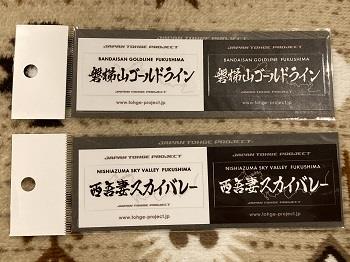 JAPAN TOHGE PROJECT
BANDAISAN GOLDLINE FUKUSHIMA
磐梯山ゴールドライン
JAPAN TOHGE PROJECT
www.tohge-project.jp
BANDAISAN GOLDLINE FUKUSHIMA
磐梯山ゴールドライン
JAPAN TOHGE PROJECT
www.tohge-project.jp
JAPAN TOHGE PROJECT
NISHIAZUMA SKY VALLEY FUKUSHIMA
西吾妻スカイバレー
JAPAN TOHGE PROJECT
www.tohge-project.jp
NISHIAZUMA SKY VALLEY FUKUSHIMA
西吾妻スカイバレー
JAPAN TOHGE PROJECT
www.tohge-project.jp